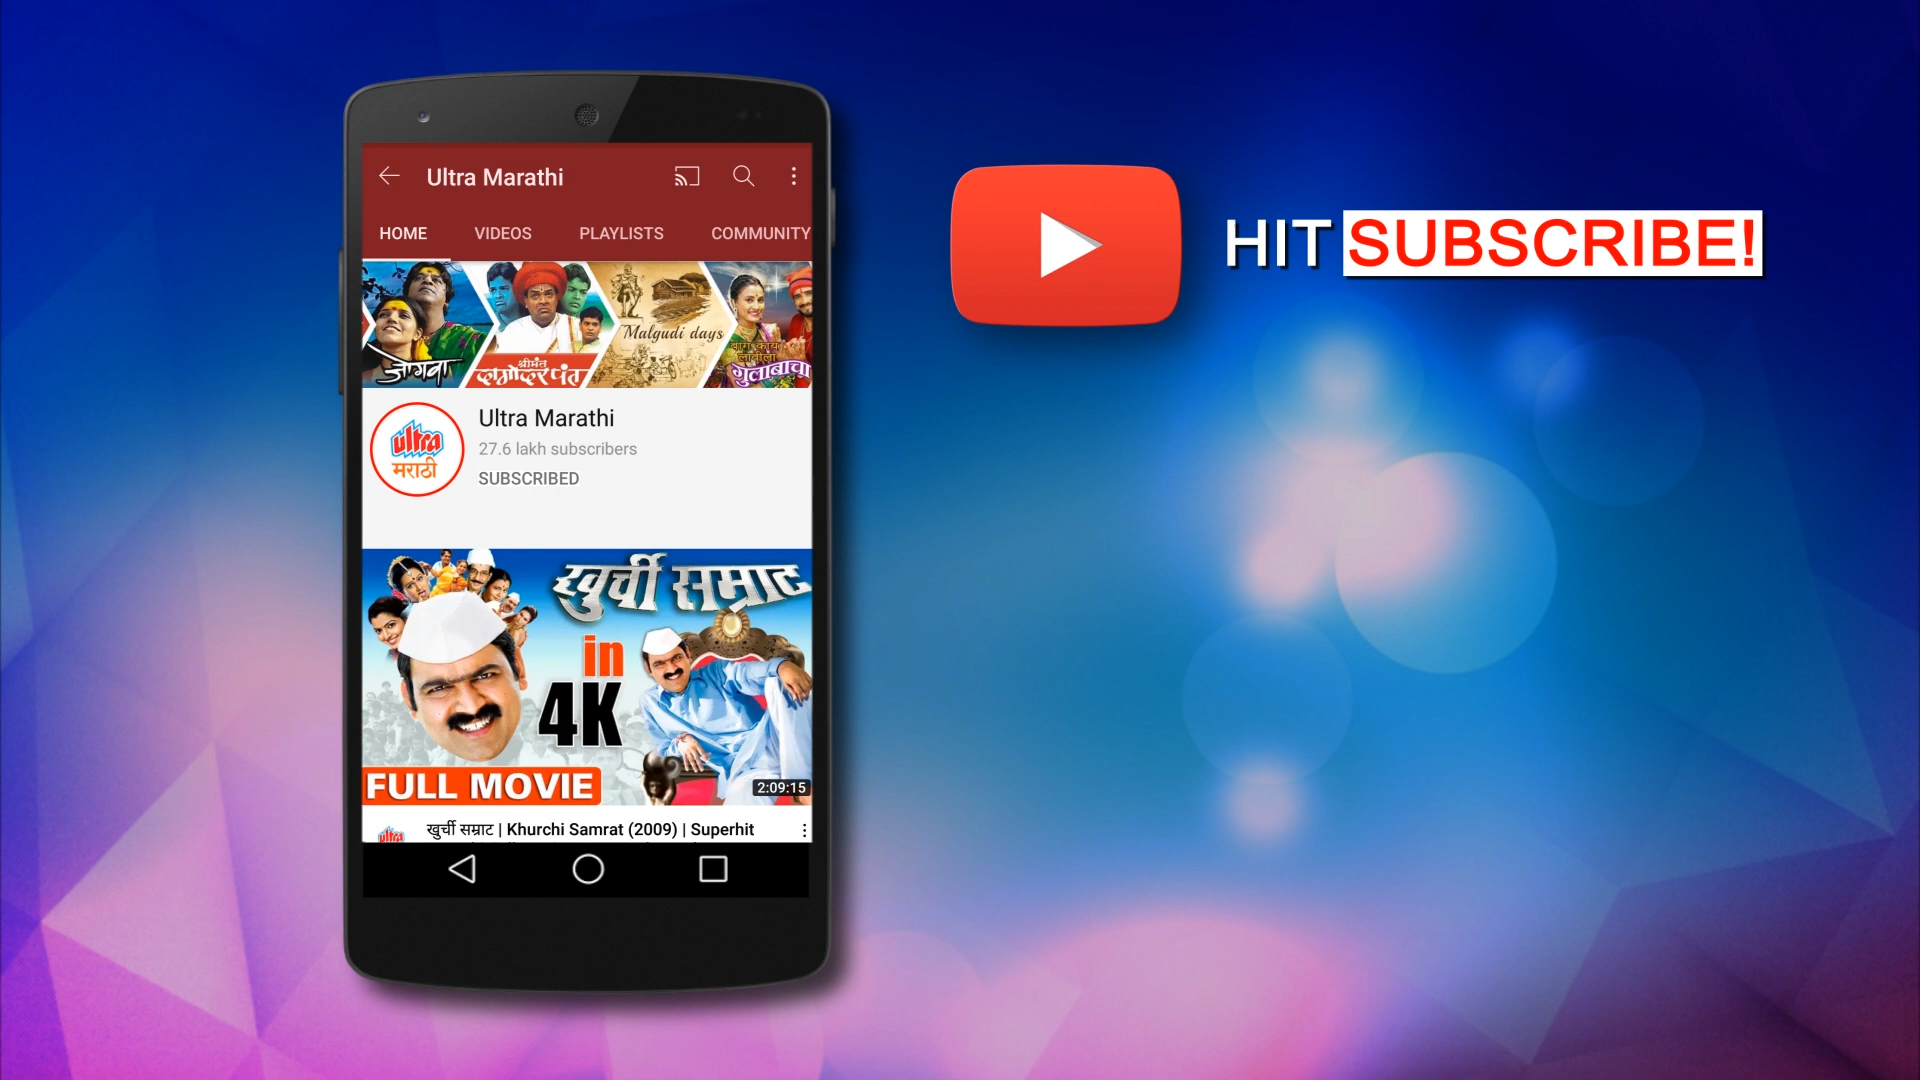 Ultra Marathi
HOME VIDEOS PLAYLISTS COMMUNITY
जोगवा
श्रीमंत
दामोदर पंत
Malgudi days
वाग काय
लावीला
गुलाबाचा
ultra
मराठी
Ultra Marathi
27.6 lakh subscribers
SUBSCRIBED
खुर्ची सम्राट
in
4K
FULL MOVIE
2:09:15
ultra
खुर्ची सम्राट | Khurchi Samrat (2009) | Superhit
HIT SUBSCRIBE!